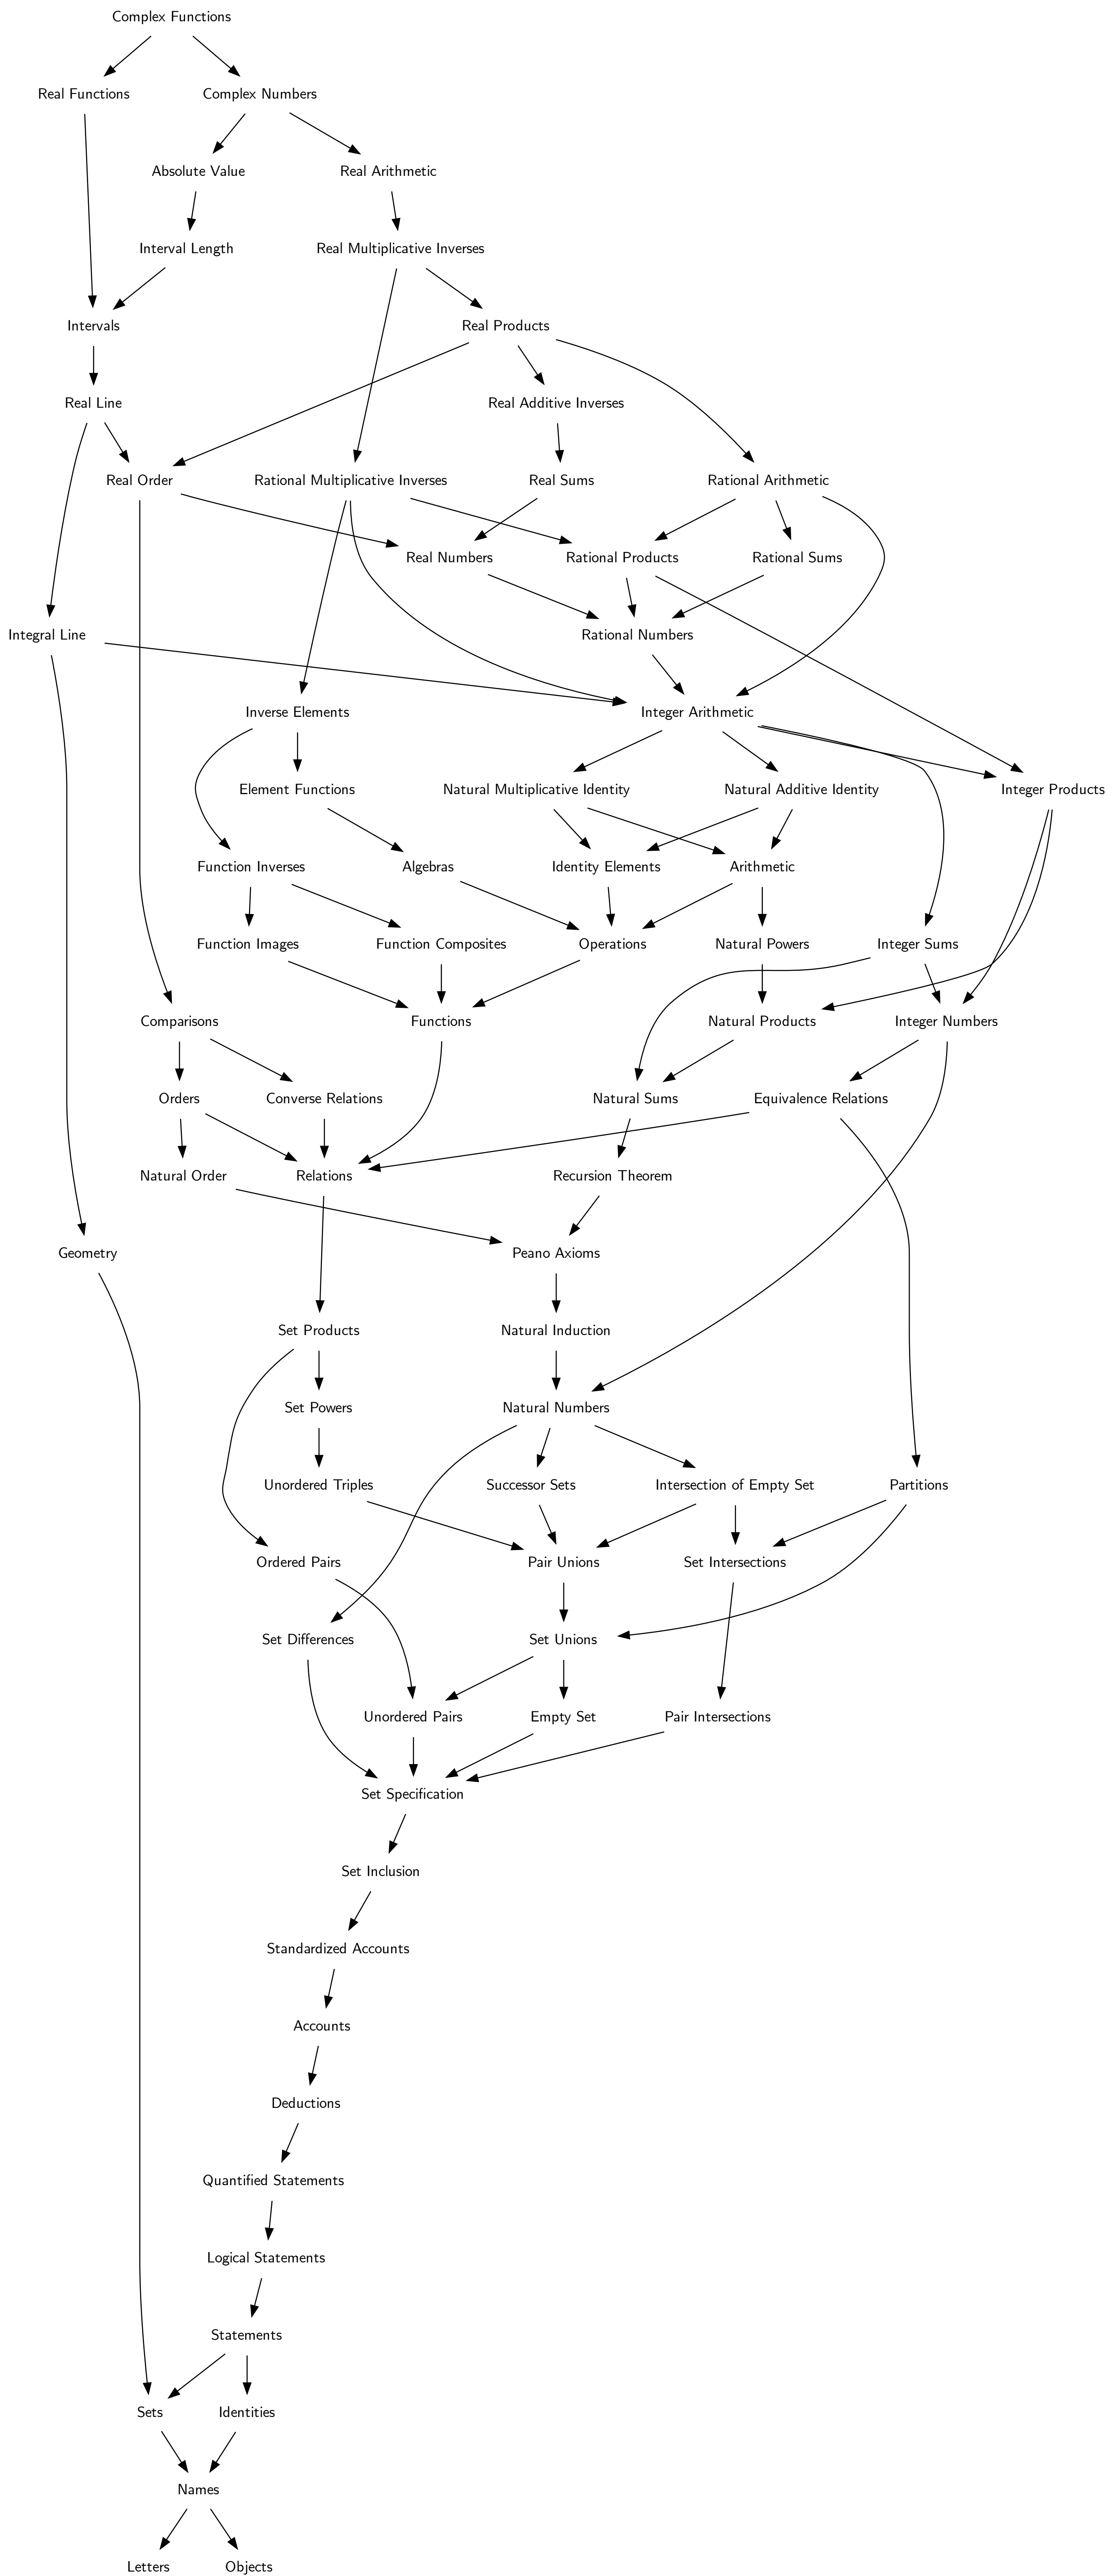 Complex Functions
Real Functions
Complex Numbers
Absolute Value
Real Arithmetic
Interval Length
Real Multiplicative Inverses
Intervals
Real Products
Real Line
Real Additive Inverses
Real Order
Rational Multiplicative Inverses
Real Sums
Rational Arithmetic
Real Numbers
Rational Products
Rational Sums
Integral Line
Rational Numbers
Inverse Elements
Integer Arithmetic
Element Functions
Natural Multiplicative Identity
Natural Additive Identity
Integer Products
Function Inverses
Algebras
Identity Elements
Arithmetic
Function Images
Function Composites
Operations
Natural Powers
Integer Sums
Comparisons
Functions
Natural Products
Integer Numbers
Orders
Converse Relations
Natural Sums
Equivalence Relations
Natural Order
Relations
Recursion Theorem
Geometry
Peano Axioms
Set Products
Natural Induction
Set Powers
Natural Numbers
Unordered Triples
Successor Sets
Intersection of Empty Set
Partitions
Ordered Pairs
Pair Unions
Set Intersections
Set Differences
Set Unions
Unordered Pairs
Empty Set
Pair Intersections
Set Specification
Set Inclusion
Standardized Accounts
Accounts
Deductions
Quantified Statements
Logical Statements
Statements
Sets
Identities
Names
Letters
Objects